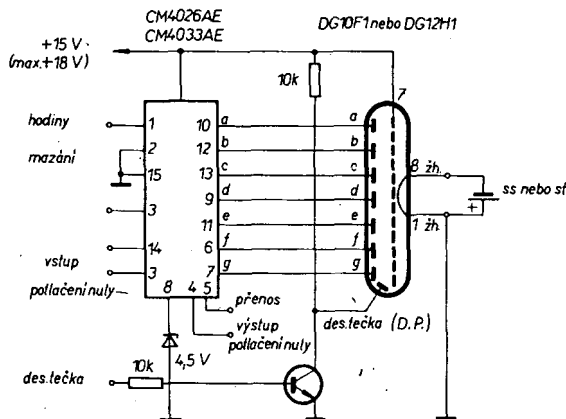 CM4026AE
CM4033AE
DG10F1 nebo DG12H1
+15 V
(max.+18 V)
10k
7
hodiny
1
10
a
a
mazání
2
12
b
b
15
13
c
c
8 žh.
3
9
d
d
ss nebo st
11
e
e
+
14
6
f
f
1 žh.
vstup
potlačení nuly
3
7
g
g
8
4
5
přenos
výstup
potlačení nuly
des.tečka (D.P.)
4,5 V
10k
des.tečka